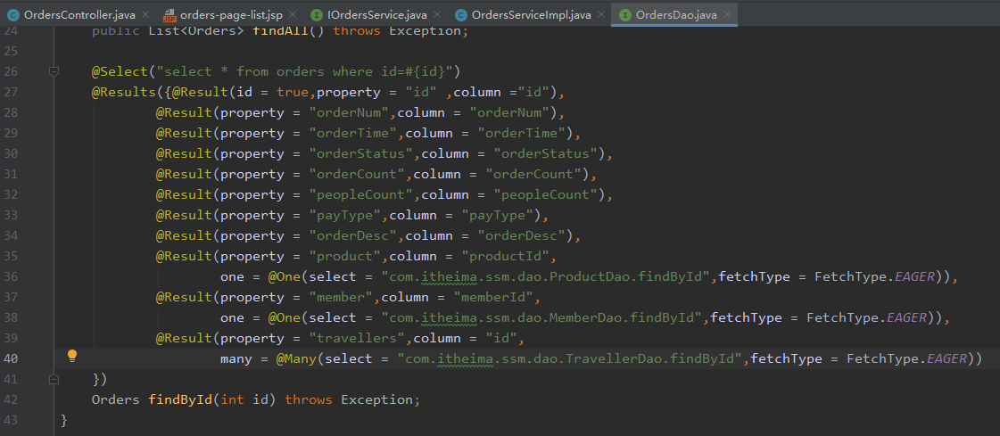 OrdersController.java orders-page-list.jsp IOrdersService.java OrdersServiceImpl.java OrdersDao.java
24 public List<Orders> findAll() throws Exception;
25
26 @Select("select * from orders where id=#{id}")
27 @Results({@Result(id = true,property = "id" ,column ="id"),
28 @Result(property = "orderNum",column = "orderNum"),
29 @Result(property = "orderTime",column = "orderTime"),
30 @Result(property = "orderStatus",column = "orderStatus"),
31 @Result(property = "orderCount",column = "orderCount"),
32 @Result(property = "peopleCount",column = "peopleCount"),
33 @Result(property = "payType",column = "payType"),
34 @Result(property = "orderDesc",column = "orderDesc"),
35 @Result(property = "product",column = "productId",
36 one = @One(select = "com.itheima.ssm.dao.ProductDao.findById",fetchType = FetchType.EAGER)),
37 @Result(property = "member",column = "memberId",
38 one = @One(select = "com.itheima.ssm.dao.MemberDao.findById",fetchType = FetchType.EAGER)),
39 @Result(property = "travellers",column = "id",
40 many = @Many(select = "com.itheima.ssm.dao.TravellerDao.findById",fetchType = FetchType.EAGER))
41 })
42 Orders findById(int id) throws Exception;
43 }